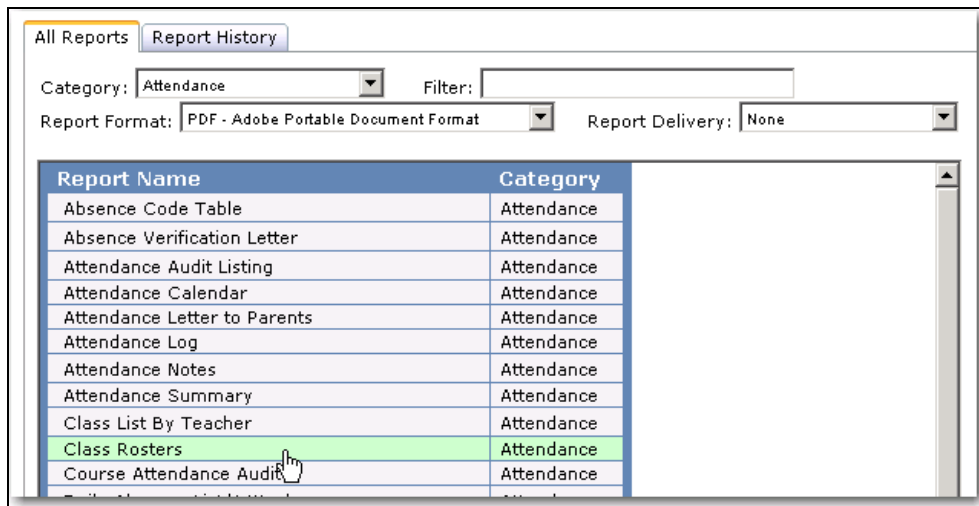 All Reports Report History
Category: Attendance Filter:
Report Format: PDF - Adobe Portable Document Format Report Delivery: None
Report Name Category
Absence Code Table Attendance
Absence Verification Letter Attendance
Attendance Audit Listing Attendance
Attendance Calendar Attendance
Attendance Letter to Parents Attendance
Attendance Log Attendance
Attendance Notes Attendance
Attendance Summary Attendance
Class List By Teacher Attendance
Class Rosters Attendance
Course Attendance Audit Attendance